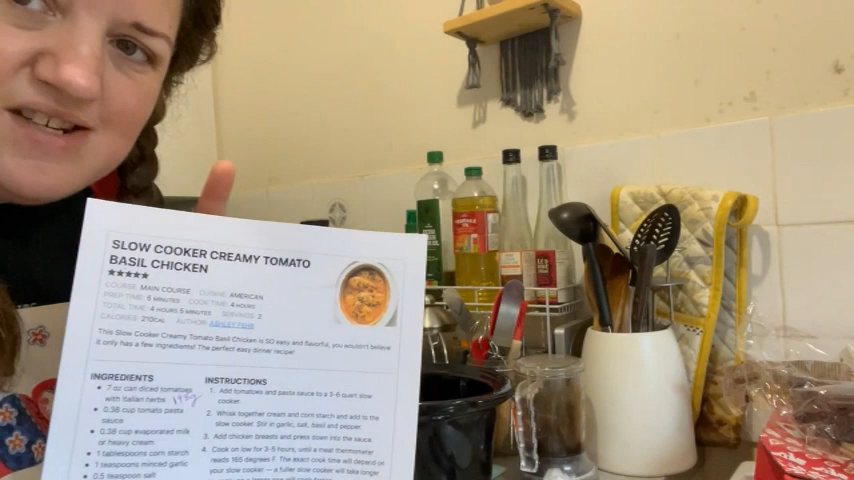 SLOW COOKER CREAMY TOMATO
BASIL CHICKEN
★★★★★
COURSE: MAIN COURSE CUISINE: AMERICAN
PREP TIME: 5 MINUTES COOK TIME: 4 HOURS
TOTAL TIME: 4 HOURS 5 MINUTES SERVINGS: 2
CALORIES: 210CAL AUTHOR: ASHLEY FEHR
This Slow Cooker Creamy Tomato Basil Chicken is SO easy and flavorful, you wouldn't believe
it only has a few ingredients! The perfect easy dinner recipe!
INGREDIENTS
7 oz can diced tomatoes
with Italian herbs
0.38 cup tomato pasta
sauce
0.38 cup evaporated milk
or heavy cream
1 tablespoons corn starch
1 teaspoons minced garlic
0.5 teaspoon salt
INSTRUCTIONS
1. Add tomatoes and pasta sauce to a 3-6 quart slow
cooker.
2. Whisk together cream and corn starch and add to the
slow cooker. Stir in garlic, salt, basil and pepper.
3. Add chicken breasts and press down into the sauce.
4. Cook on low for 3-5 hours, until a meat thermometer
reads 165 degrees F. The exact cook time will depend on
your slow cooker — a fuller slow cooker will take longer